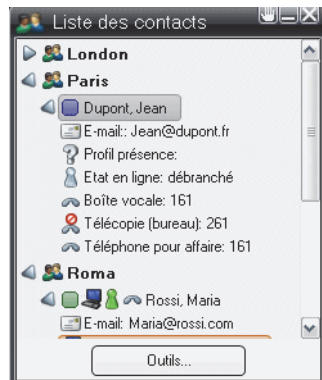 Liste des contacts
London
Paris
Dupont, Jean
E-mail:: Jean@dupont.fr
Profil présence:
Etat en ligne: débranché
Boîte vocale: 161
Télécopie (bureau): 261
Téléphone pour affaire: 161
Roma
Rossi, Maria
E-mail: Maria@rossi.com
Outils...